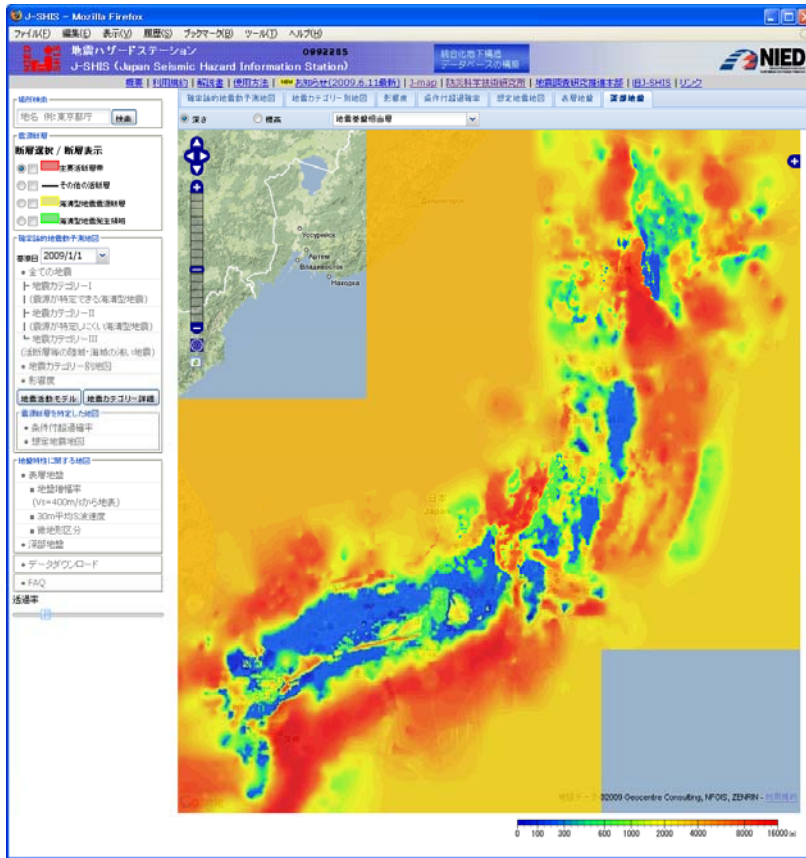 J-SHIS - Mozilla Firefox
ファイル(F) 編集(E) 表示(V) 履歴(S) ブックマーク(B) ツール(T) ヘルプ(H)
地震ハザードステーション
0992285
J-SHIS (Japan Seismic Hazard Information Station)
統合化地下構造
データベースの構築
NIED
概要 | 利用規約 | 解説書 | 使用方法 | NEW お知らせ(2009.6.11最新) | J-map | 防災科学技術研究所 | 地震調査研究推進本部 | 旧J-SHIS | リンク
確率論的地震動予測地図 地震カテゴリー別地図 影響度 条件付超過確率 想定地震地図 表層地盤 深部地盤
深さ 標高 地震基盤相当層
場所検索
地名 例:東京都庁 検索
震源断層
断層選択 / 断層表示
主要活断層帯
その他の活断層
海溝型地震震源断層
海溝型地震発生領域
確率論的地震動予測地図
基準日 2009/1/1
全ての地震
地震カテゴリーI
(震源が特定できる海溝型地震)
地震カテゴリーII
(震源が特定しにくい海溝型地震)
地震カテゴリーIII
(活断層等の陸域・海域の浅い地震)
地震カテゴリー別地図
影響度
地震活動モデル 地震カテゴリー詳細
震源断層を特定した地図
条件付超過確率
想定地震地図
地盤特性に関する地図
表層地盤
地盤増幅率
(Vs=400m/sから地表)
30m平均S波速度
微地形区分
深部地盤
データダウンロード
FAQ
透過率
Уссурийск
Артем
Владивосток
Находка
日本
Japan
地図データ ©2009 Geocentre Consulting, NFGIS, ZENRIN - 利用規約
0 100 300 600 1000 2000 4000 8000 16000(m)